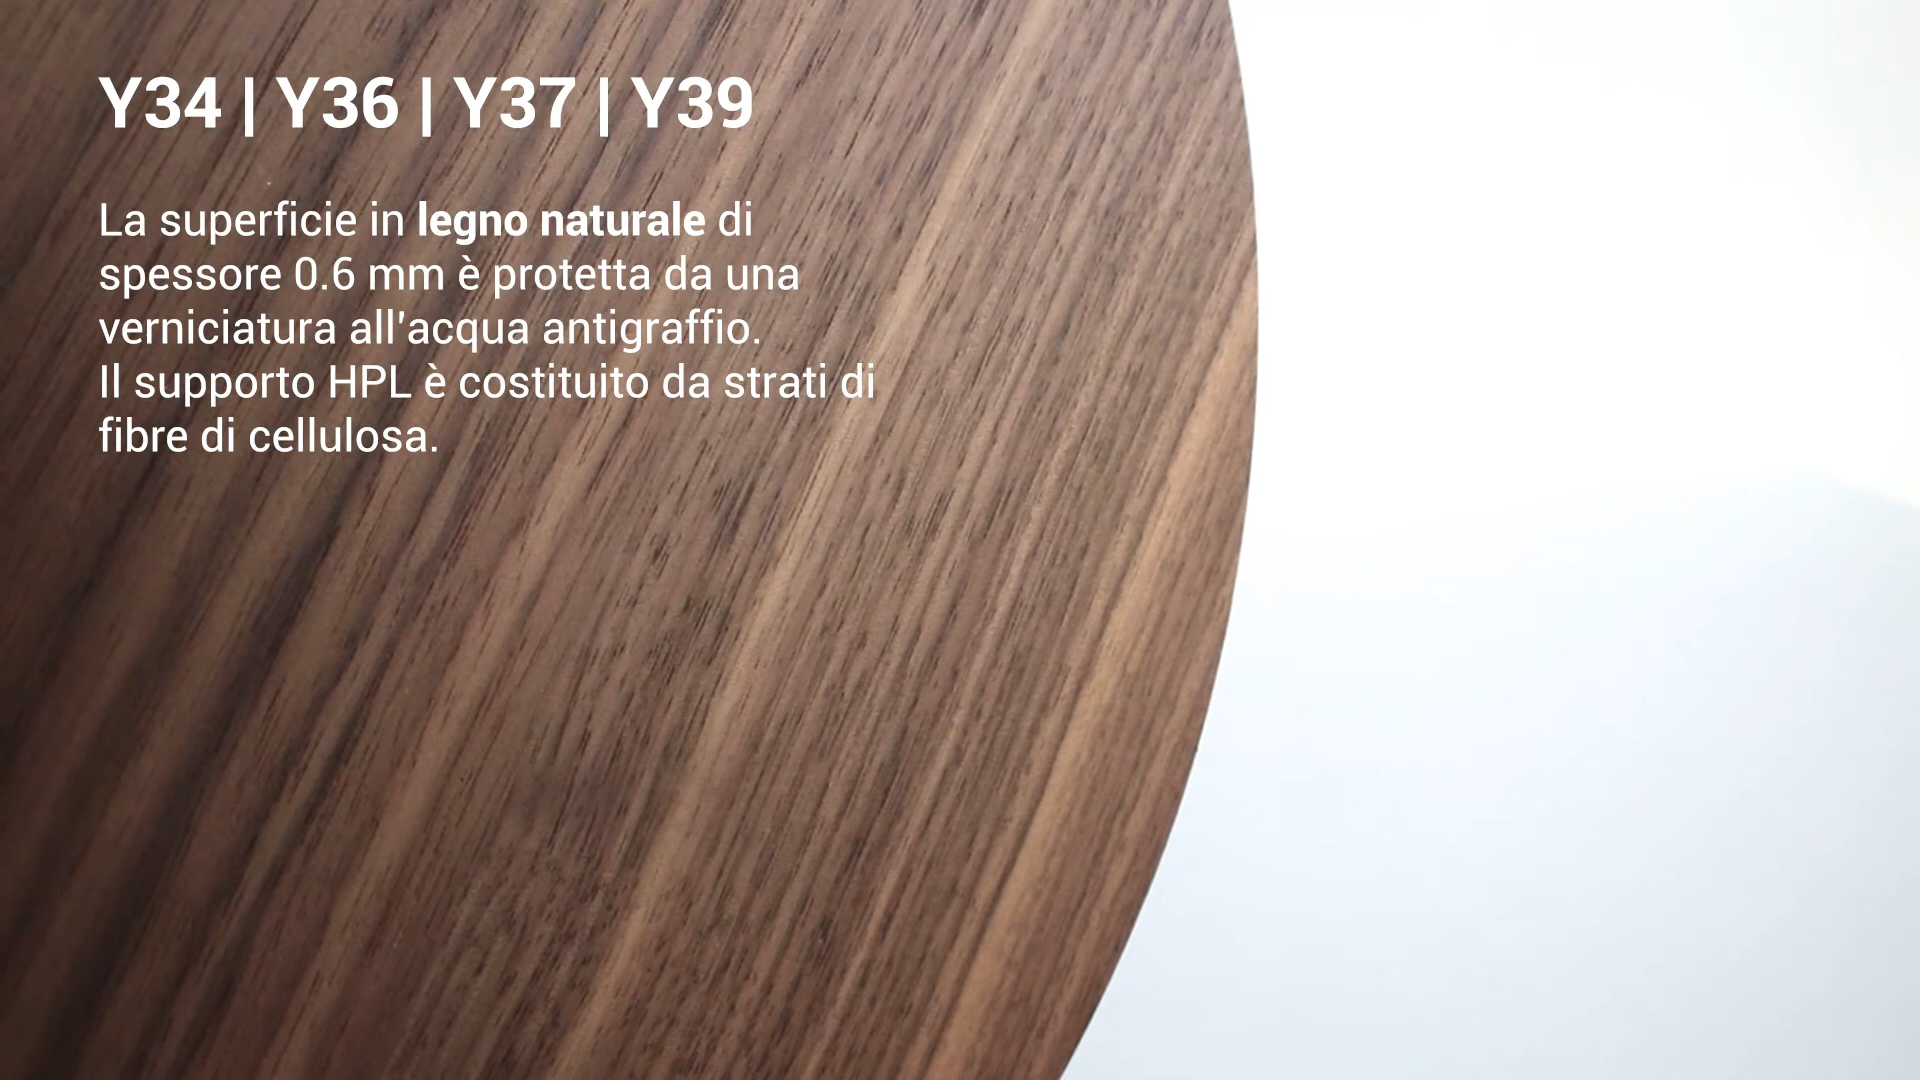 Y34 | Y36 | Y37 | Y39
La superficie in legno naturale di
spessore 0.6 mm è protetta da una
verniciatura all'acqua antigraffio.
Il supporto HPL è costituito da strati di
fibre di cellulosa.